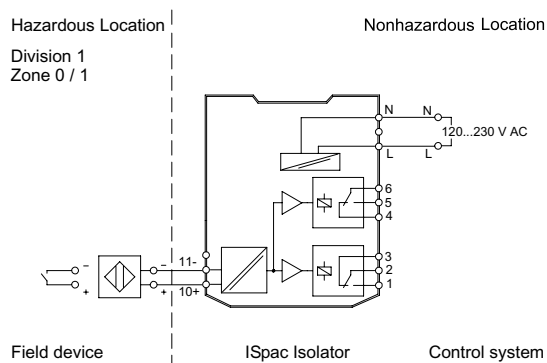 Hazardous Location
Nonhazardous Location
Division 1
Zone 0 / 1
N
N
120...230 V AC
L
L
6
5
4
3
2
1
11-
10+
–
–
+
+
Field device
ISpac Isolator
Control system